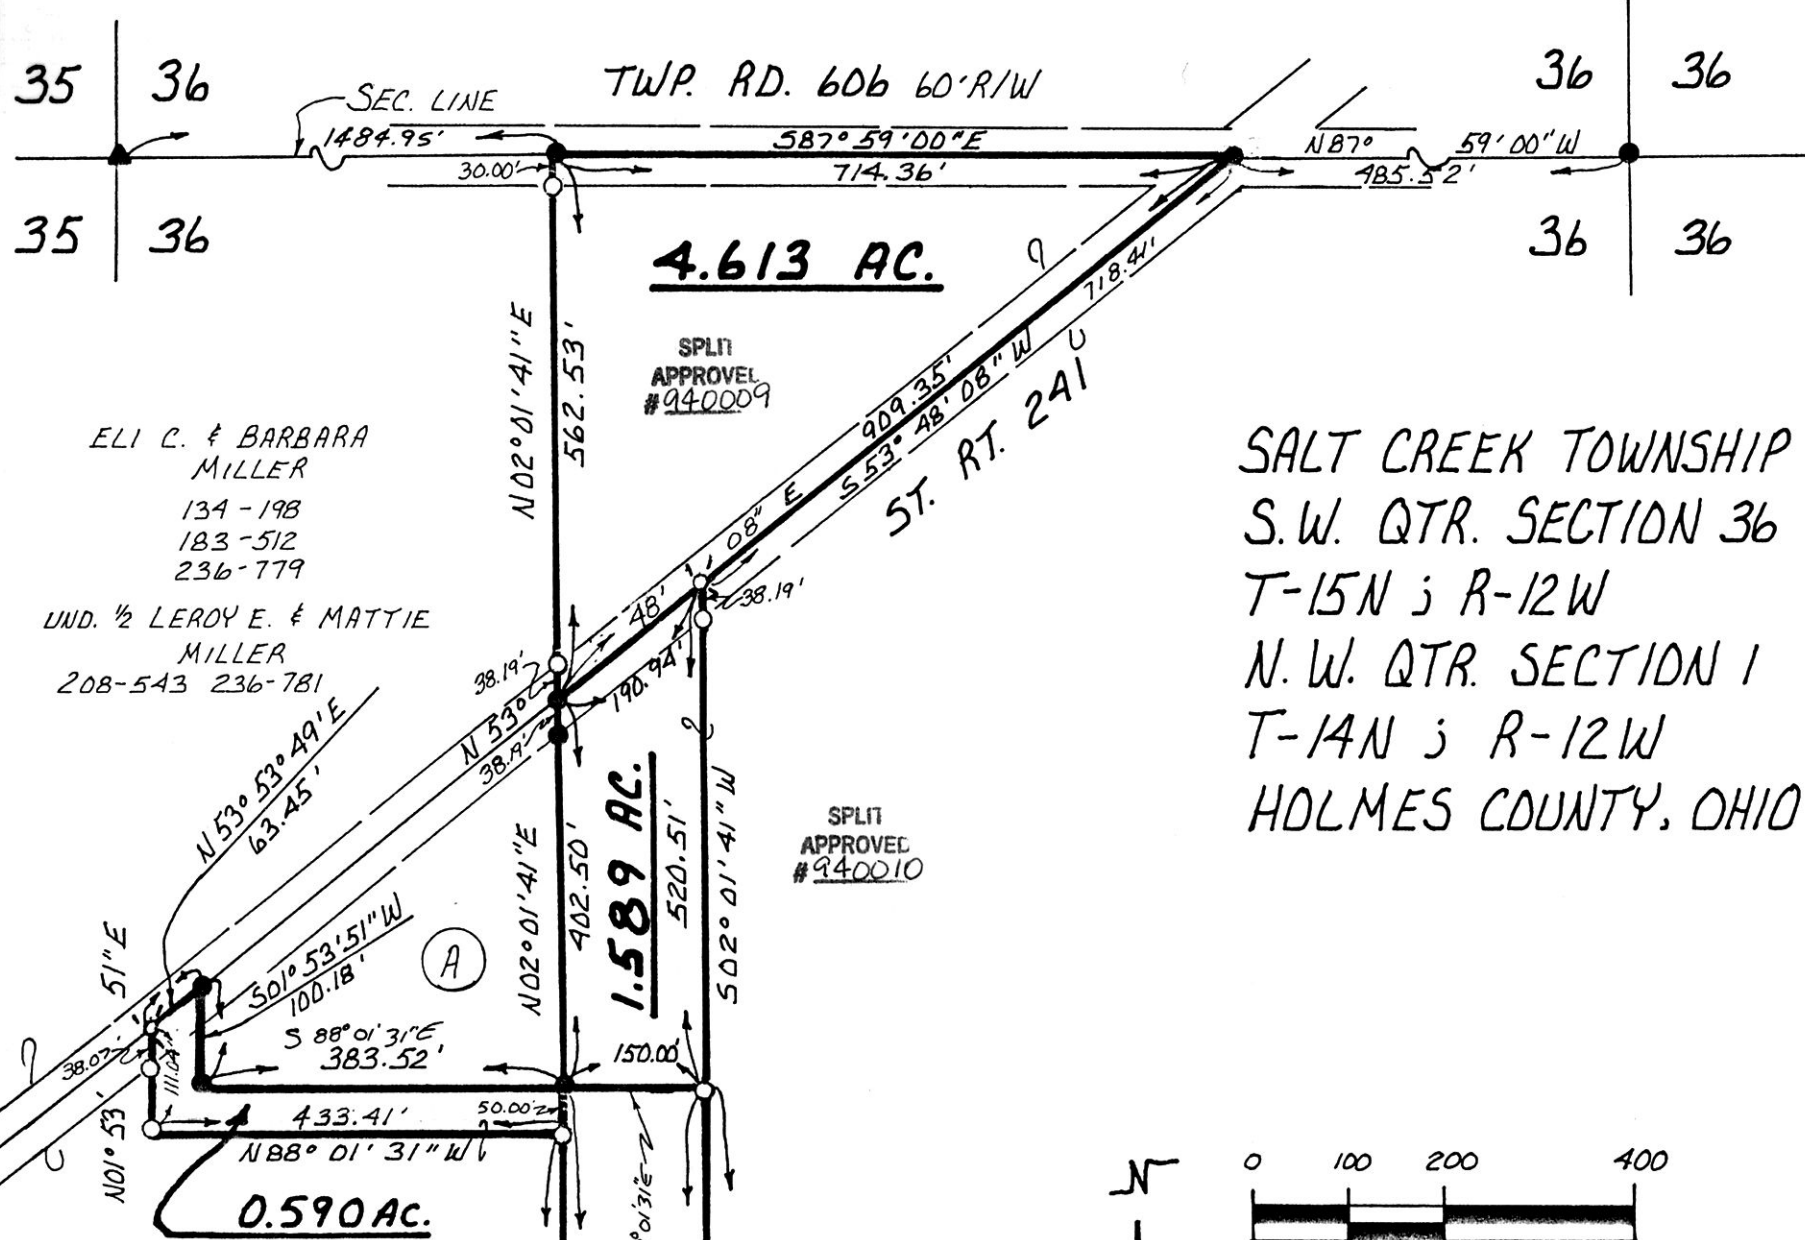 35 36
SEC. LINE
TWP. RD. 606 60'R/W
36 36
1484.95'
S87° 59'00"E
N87° 59'00"W
30.00'
714.36'
485.52'
35 36
36 36
4.613 AC.
718.41'
N02°01'41"E
562.53'
SPLIT
APPROVED
#940009
909.35'
S 53° 48' 08" W
ST. RT. 241
ELI C. & BARBARA
MILLER
134-198
183-512
236-779
UND. ½ LEROY E. & MATTIE
MILLER
208-543 236-781
SALT CREEK TOWNSHIP
S.W. QTR. SECTION 36
T-15N ; R-12W
N.W. QTR. SECTION 1
T-14N ; R-12W
HOLMES COUNTY, OHIO
N 53° 48' 08" E
38.19'
38.19'
38.19'
190.94'
N 53° 53' 49' E
63.45'
N02°01'41"E
402.50'
1.589 AC.
520.51'
S02° 01'41" W
SPLIT
APPROVED
#940010
S01° 53'51" W
100.18'
A
N01° 53' 51" E
38.07'
111.04'
S 88° 01' 31"E
383.52'
150.00'
433.41'
50.00'
N88° 01' 31" W
°01'31"E
0.590 AC.
N
0 100 200 400